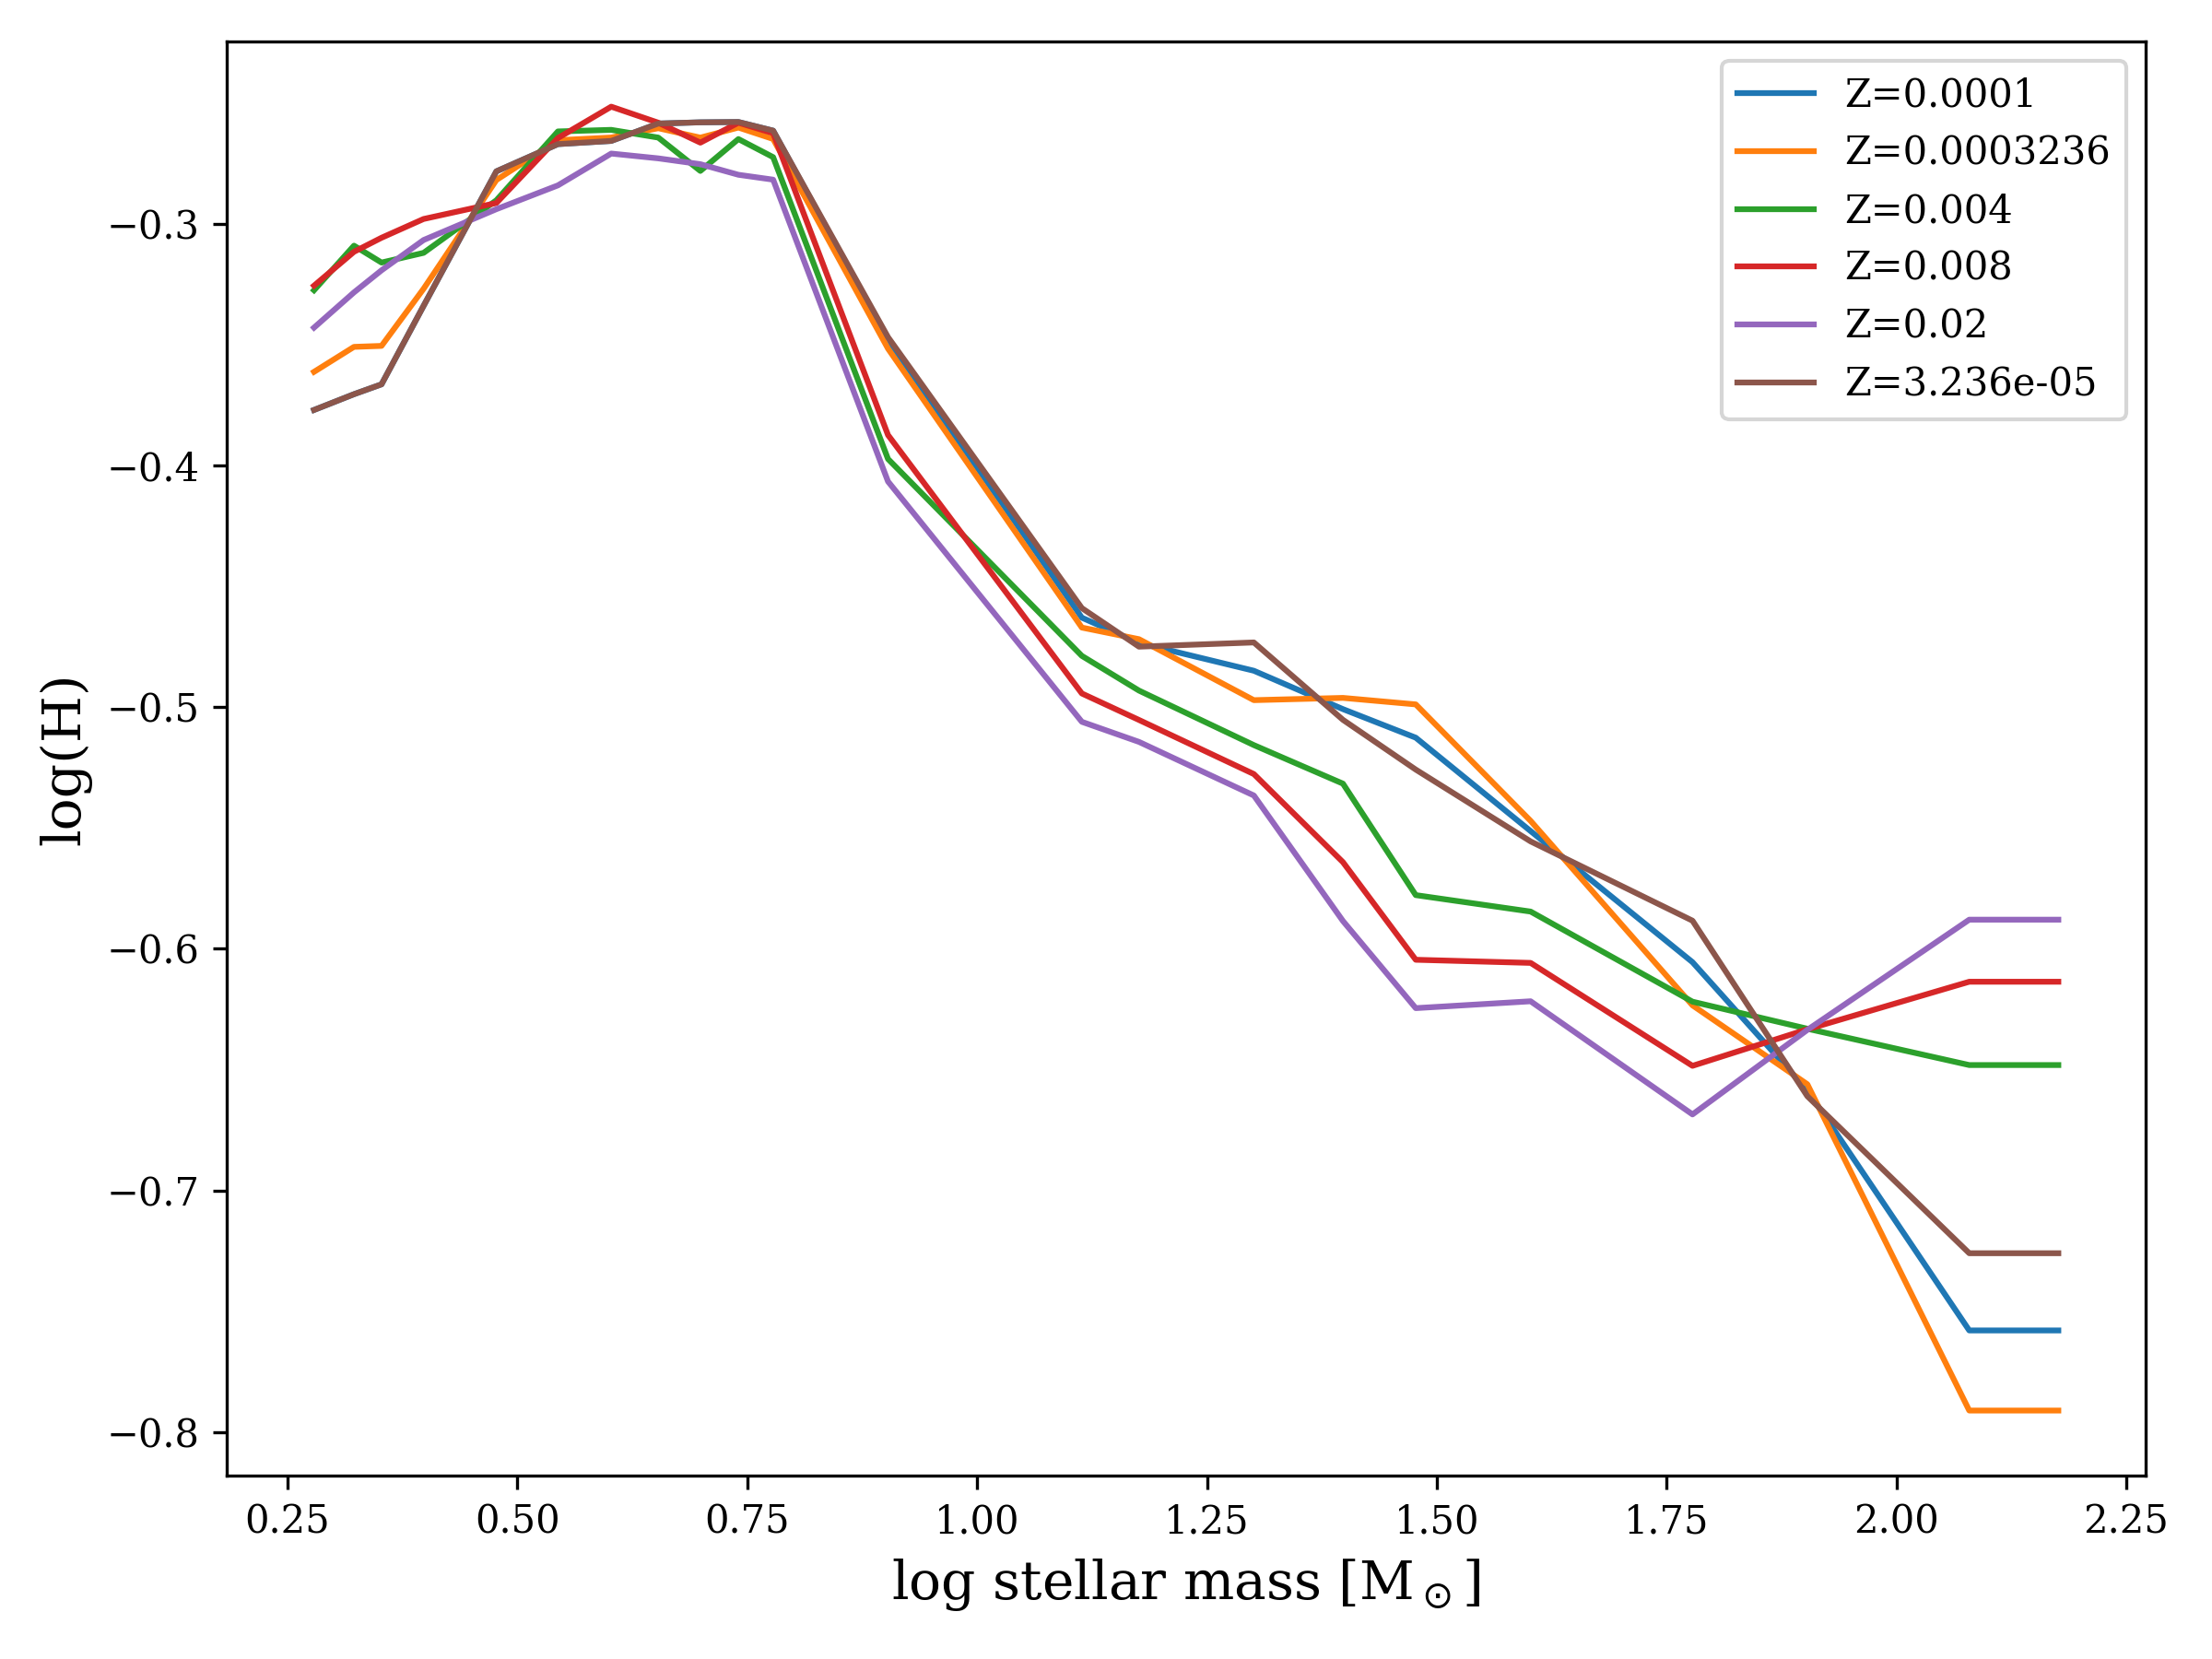 Z=0.0001
Z=0.0003236
Z=0.004
Z=0.008
Z=0.02
Z=3.236e-05
log(H)
−0.3
−0.4
−0.5
−0.6
−0.7
−0.8
0.25 0.50 0.75 1.00 1.25 1.50 1.75 2.00 2.25
log stellar mass [M⊙]